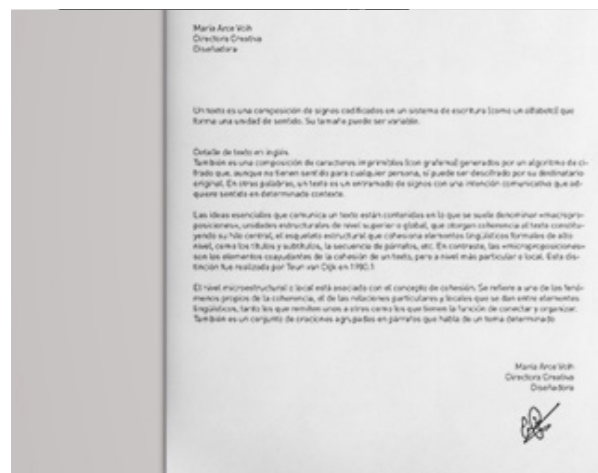 María Arce Voih
Directora Creativa
Diseñadora
Un texto es una composición de signos codificados en un sistema de escritura (como un alfabeto) que
forma una unidad de sentido. Su tamaño puede ser variable.
Detalle de texto en inglés
También es una composición de caracteres imprimibles (con grafema) generados por un algoritmo de ci-
frado que, aunque no tienen sentido para cualquier persona, sí puede ser descifrado por su destinatario
original. En otras palabras, un texto es un entramado de signos con una intención comunicativa que ad-
quiere sentido en determinado contexto.
Las ideas esenciales que comunica un texto están contenidas en lo que se suele denominar «macropro-
posiciones», unidades estructurales de nivel superior o global, que otorgan coherencia al texto constitu-
yendo su hilo central, el esqueleto estructural que cohesiona elementos lingüísticos formales de alto
nivel, como los títulos y subtítulos, la secuencia de párrafos, etc. En contraste, las «microproposiciones»
son los elementos coayudantes de la cohesión de un texto, pero a nivel más particular o local. Esta dis-
tinción fue realizada por Teun van Dijk en 1980.1
El nivel microestructural o local está asociado con el concepto de cohesión. Se refiere a uno de los fenó-
menos propios de la coherencia, el de las relaciones particulares y locales que se dan entre elementos
lingüísticos, tanto los que remiten unos a otros como los que tienen la función de conectar y organizar.
También es un conjunto de oraciones agrupadas en párrafos que habla de un tema determinado
María Arce Voih
Directora Creativa
Diseñadora